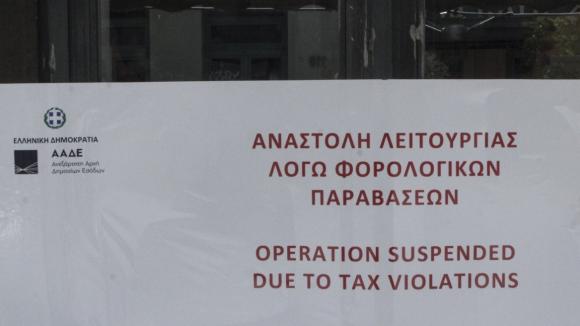 ΕΛΛΗΝΙΚΗ ΔΗΜΟΚΡΑΤΙΑ
ΑΑΔΕ
Ανεξάρτητη Αρχή
Δημοσίων Εσόδων
ΑΝΑΣΤΟΛΗ ΛΕΙΤΟΥΡΓΙΑΣ
ΛΟΓΩ ΦΟΡΟΛΟΓΙΚΩΝ
ΠΑΡΑΒΑΣΕΩΝ
OPERATION SUSPENDED
DUE TO TAX VIOLATIONS